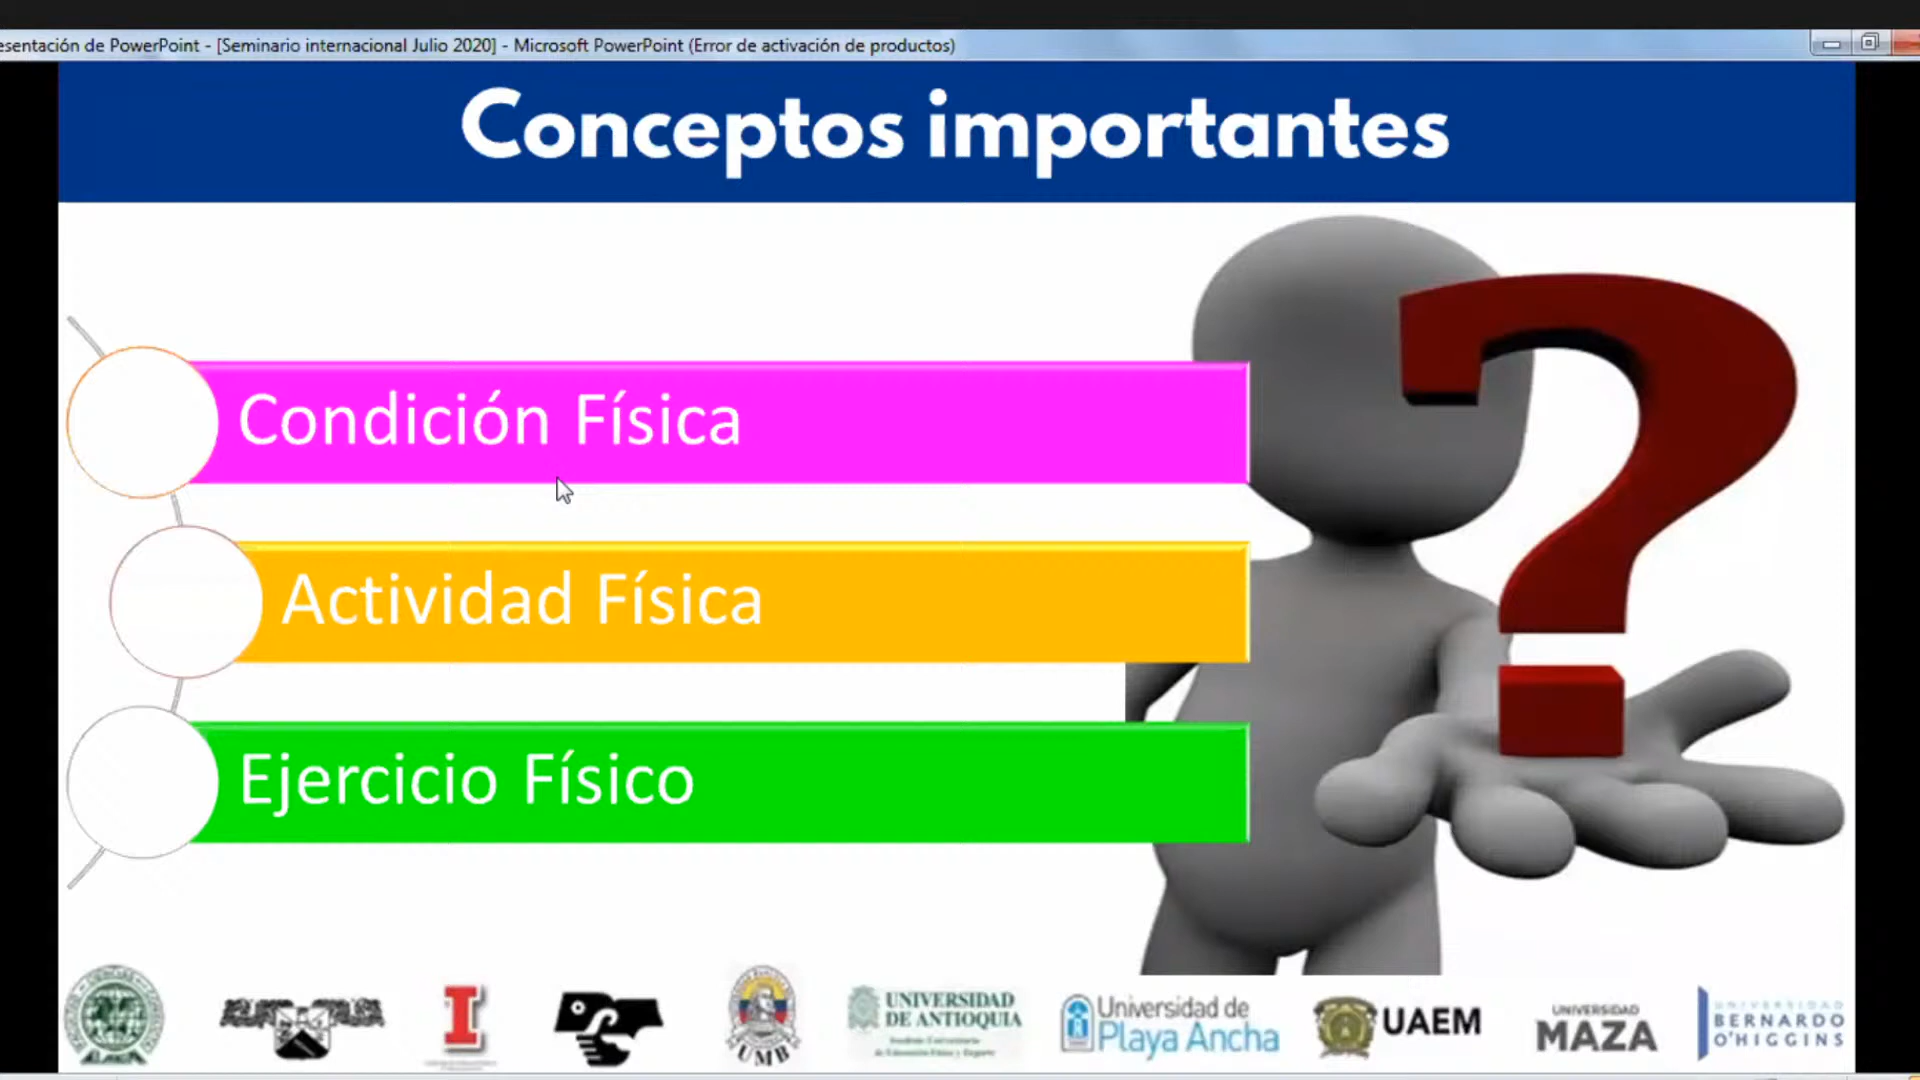 esentación de PowerPoint - [Seminario internacional Julio 2020] - Microsoft PowerPoint (Error de activación de productos)
Conceptos importantes
Condición Física
Actividad Física
Ejercicio Físico
UMB
UNIVERSIDAD
DE ANTIOQUIA
Universidad de
Playa Ancha
UAEM
UNIVERSIDAD
MAZA
UNIVERSIDAD
BERNARDO
O'HIGGINS